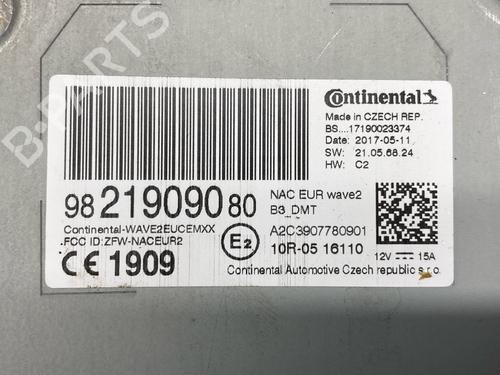 B-PARTS
Continental
Made in CZECH REP.
BS....17190023374
Date: 2017-05-11
SW: 21.05.68.24
HW: C2
98 219090 80
NAC EUR wave2
B3_DMT
Continental-WAVE2EUCEMXX
FCC ID:ZFW-NACEUR2
E2
A2C3907780901
10R-05 16110
12V 15A
CE 1909
Continental Automotive Czech republic s.r.o.